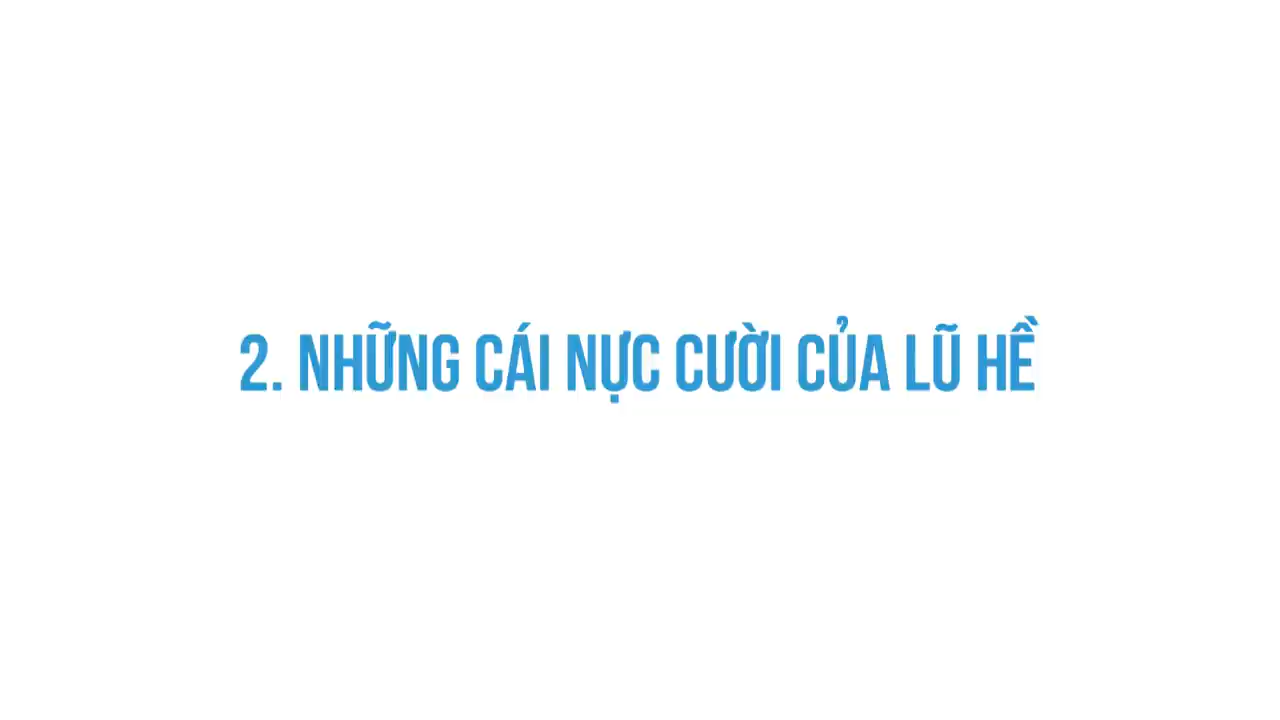 2. NHỮNG CÁI NỰC CƯỜI CỦA LŨ HỀ